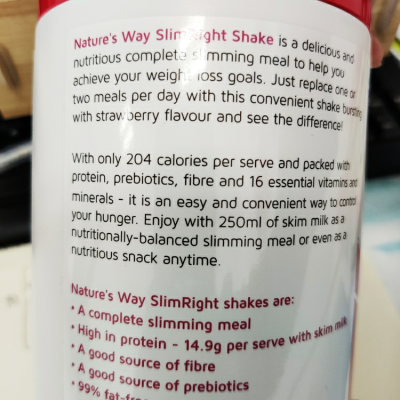 Nature's Way SlimRight Shake is a delicious and
nutritious complete slimming meal to help you
achieve your weight loss goals. Just replace one or
two meals per day with this convenient shake bursting
with strawberry flavour and see the difference!
With only 204 calories per serve and packed with
protein, prebiotics, fibre and 16 essential vitamins and
minerals - it is an easy and convenient way to control
your hunger. Enjoy with 250ml of skim milk as a
nutritionally-balanced slimming meal or even as a
nutritious snack anytime.
Nature's Way SlimRight shakes are:
• A complete slimming meal
• High in protein - 14.9g per serve with skim milk
• A good source of fibre
• A good source of prebiotics
• 99% fat-free